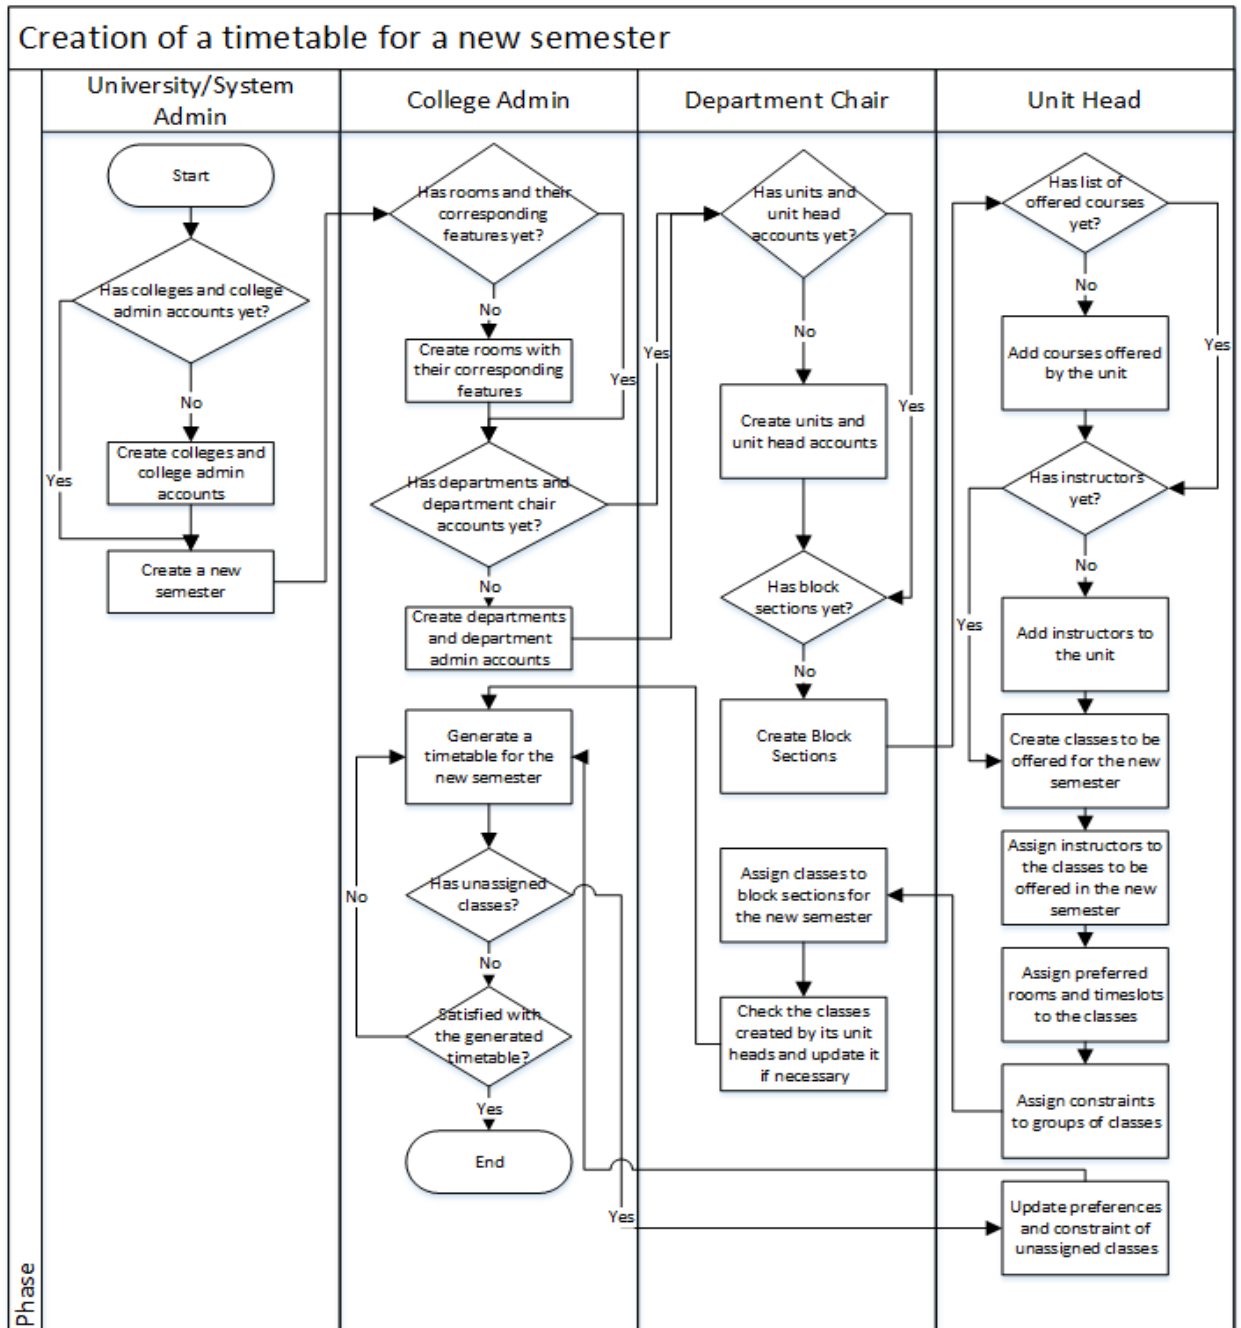 Creation of a timetable for a new semester
University/System
Admin
College Admin
Department Chair
Unit Head
Phase
Start
Has colleges and college
admin accounts yet?
No
Yes
Create colleges and
college admin
accounts
Create a new
semester
Has rooms and their
corresponding
features yet?
No
Yes
Create rooms with
their corresponding
features
Has departments and
department chair
accounts yet?
Yes
No
Create departments
and department
admin accounts
Generate a
timetable for the
new semester
Has unassigned
classes?
No
No
Satisfied with
the generated
timetable?
Yes
End
Yes
Has units and
unit head
accounts yet?
No
Yes
Create units and
unit head accounts
Has block
sections yet?
No
Create Block
Sections
Assign classes to
block sections for
the new semester
Check the classes
created by its unit
heads and update it
if necessary
Has list of
offered courses
yet?
No
Yes
Add courses offered
by the unit
Has instructors
yet?
No
Yes
Add instructors to
the unit
Create classes to be
offered for the new
semester
Assign instructors to
the classes to be
offered in the new
semester
Assign preferred
rooms and timeslots
to the classes
Assign constraints
to groups of classes
Update preferences
and constraint of
unassigned classes